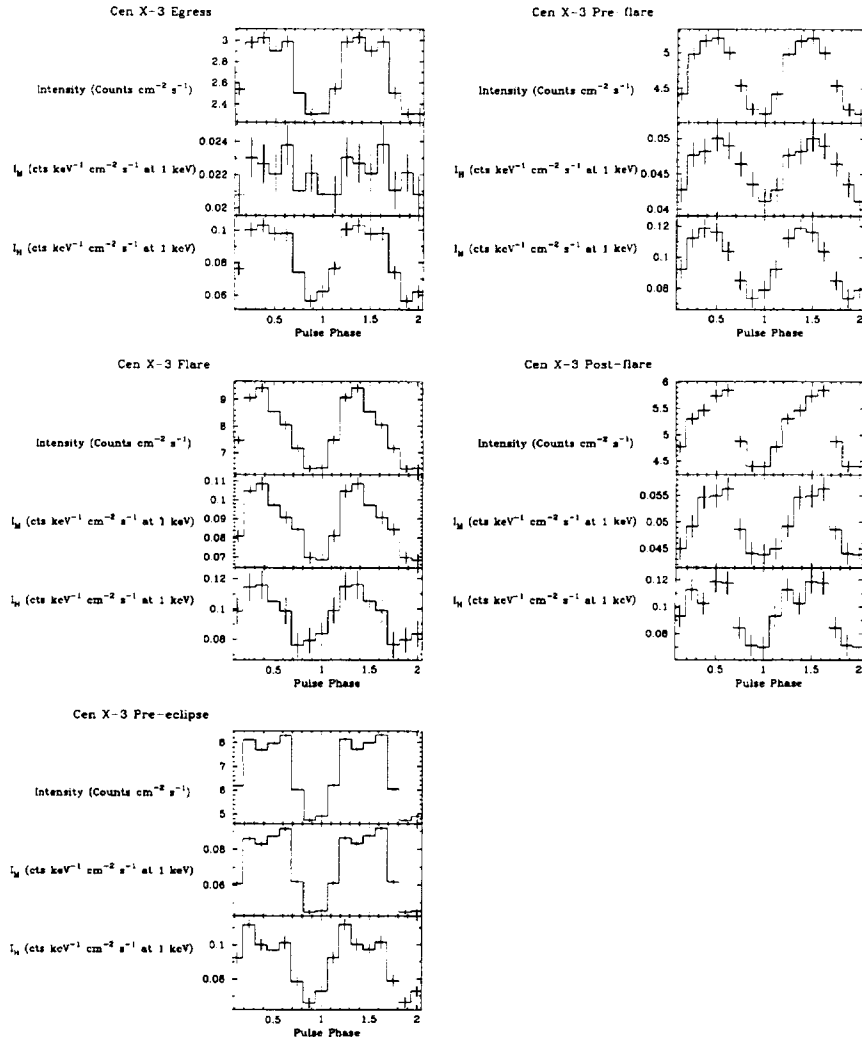 Cen X-3 Egress
3
2.8
2.6
2.4
Intensity (Counts cm⁻² s⁻¹)
0.024
0.022
0.02
I_M (cts keV⁻¹ cm⁻² s⁻¹ at 1 keV)
0.1
0.08
0.06
I_H (cts keV⁻¹ cm⁻² s⁻¹ at 1 keV)
0.5 1 1.5 2
Pulse Phase
Cen X-3 Pre-flare
5
4.5
Intensity (Counts cm⁻² s⁻¹)
0.05
0.045
0.04
I_H (cts keV⁻¹ cm⁻² s⁻¹ at 1 keV)
0.12
0.1
0.08
I_M (cts keV⁻¹ cm⁻² s⁻¹ at 1 keV)
0.5 1 1.5 2
Pulse Phase
Cen X-3 Flare
9
8
7
Intensity (Counts cm⁻² s⁻¹)
0.11
0.1
0.09
0.08
0.07
I_M (cts keV⁻¹ cm⁻² s⁻¹ at 1 keV)
0.12
0.1
0.08
I_H (cts keV⁻¹ cm⁻² s⁻¹ at 1 keV)
0.5 1 1.5 2
Pulse Phase
Cen X-3 Post-flare
6
5.5
5
4.5
Intensity (Counts cm⁻² s⁻¹)
0.055
0.05
0.045
I_M (cts keV⁻¹ cm⁻² s⁻¹ at 1 keV)
0.12
0.1
0.08
I_H (cts keV⁻¹ cm⁻² s⁻¹ at 1 keV)
0.5 1 1.5 2
Pulse Phase
Cen X-3 Pre-eclipse
8
7
6
5
Intensity (Counts cm⁻² s⁻¹)
0.08
0.06
I_M (cts keV⁻¹ cm⁻² s⁻¹ at 1 keV)
0.1
0.08
I_H (cts keV⁻¹ cm⁻² s⁻¹ at 1 keV)
0.5 1 1.5 2
Pulse Phase